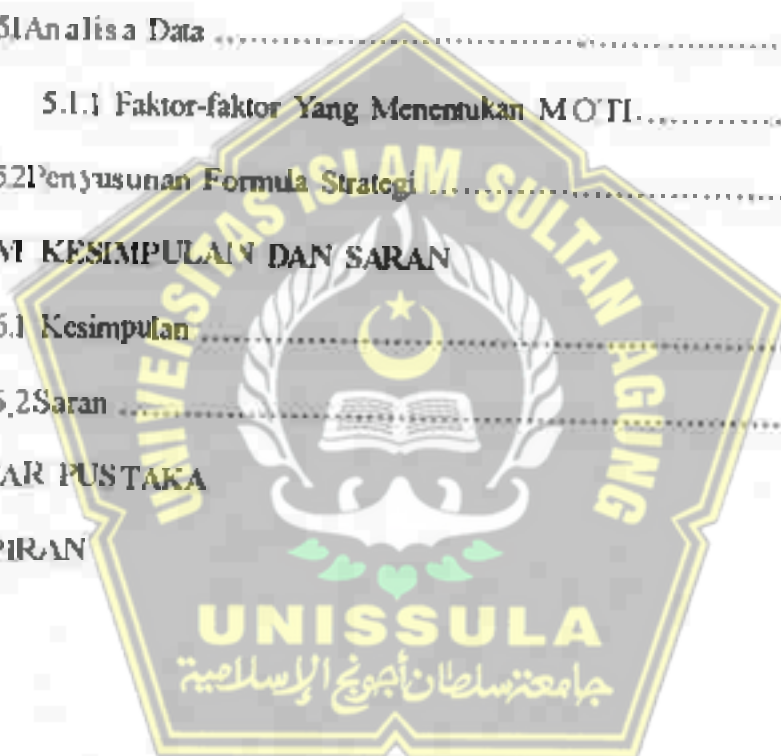 5.1Analisa Data ........................................
5.1.1 Faktor-faktor Yang Menentukan MOTI..............
5.2Penyusunan Formula Strategi ........................................
VI KESIMPULAN DAN SARAN
6.1 Kesimpulan ........................................
6.2Saran ........................................
AR PUSTAKA
PIRAN
UNIVERSITAS ISLAM SULTAN AGUNG
UNISSULA
جامعة سلطان أجونج الإسلامية